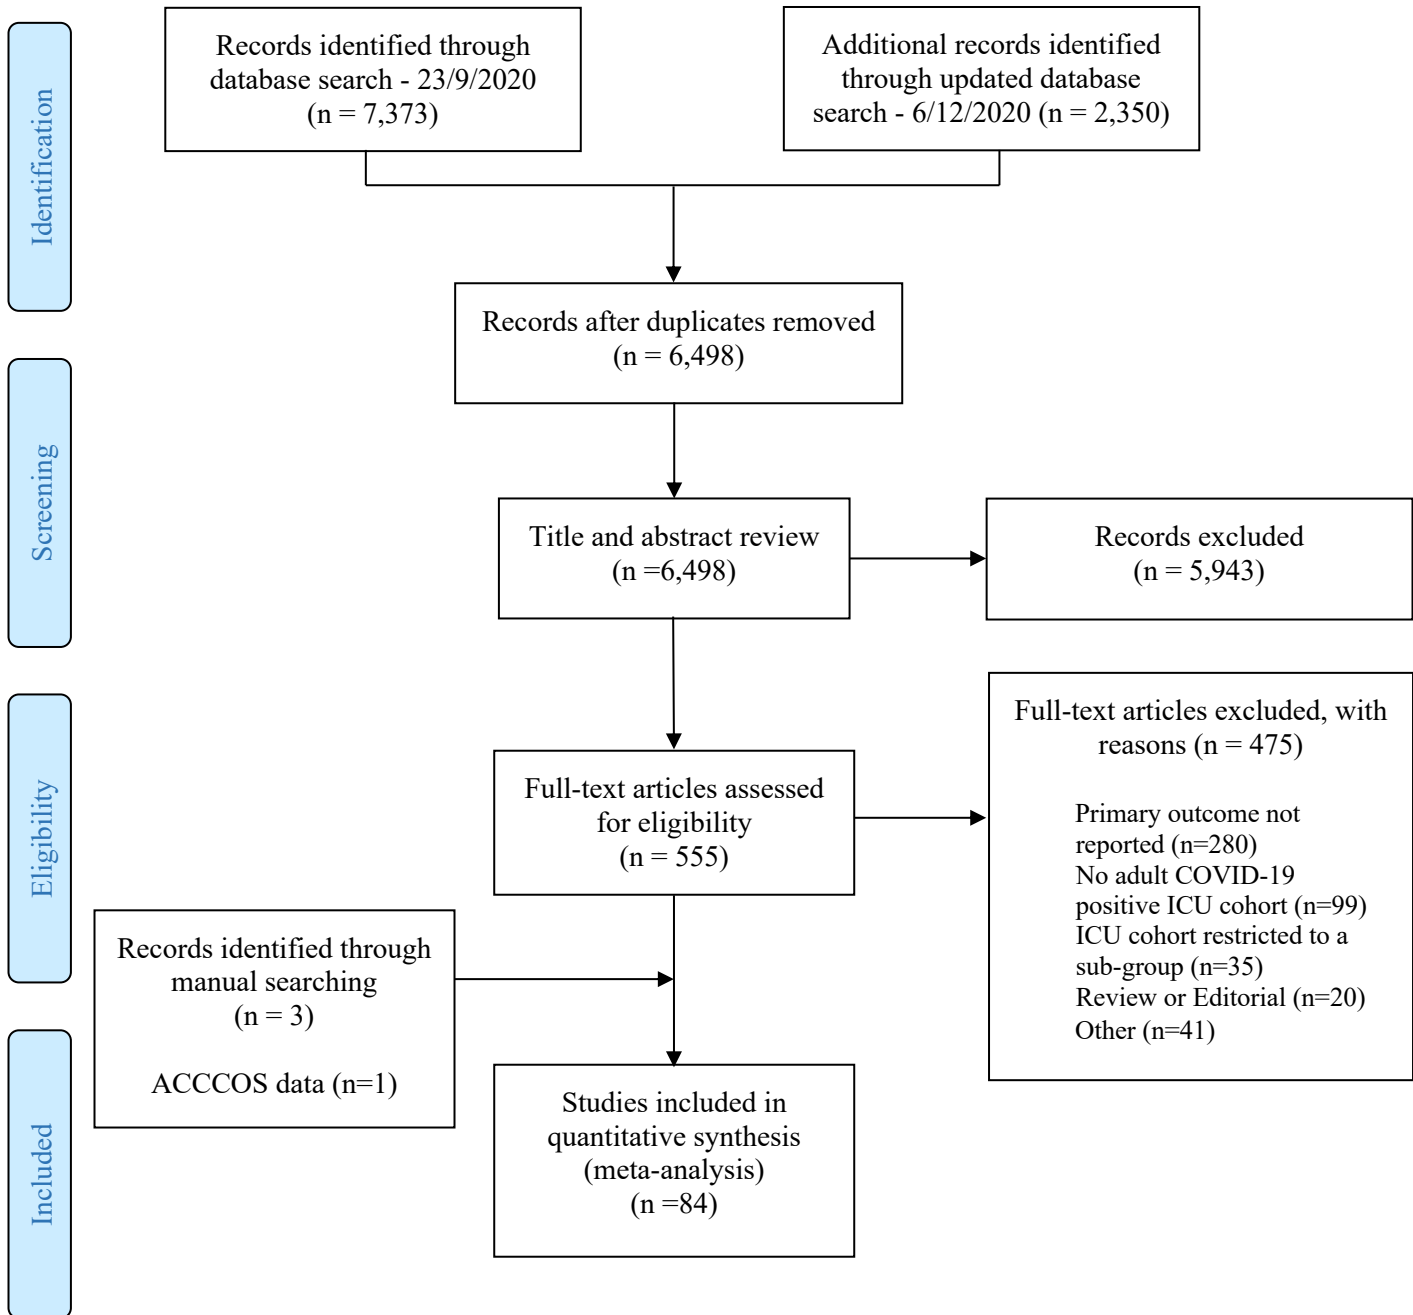 Identification
Records identified through
database search - 23/9/2020
(n = 7,373)
Additional records identified
through updated database
search - 6/12/2020 (n = 2,350)
Records after duplicates removed
(n = 6,498)
Screening
Title and abstract review
(n =6,498)
Records excluded
(n = 5,943)
Eligibility
Full-text articles assessed
for eligibility
(n = 555)
Full-text articles excluded, with
reasons (n = 475)
Primary outcome not
reported (n=280)
No adult COVID-19
positive ICU cohort (n=99)
ICU cohort restricted to a
sub-group (n=35)
Review or Editorial (n=20)
Other (n=41)
Records identified through
manual searching
(n = 3)
ACCCOS data (n=1)
Included
Studies included in
quantitative synthesis
(meta-analysis)
(n =84)